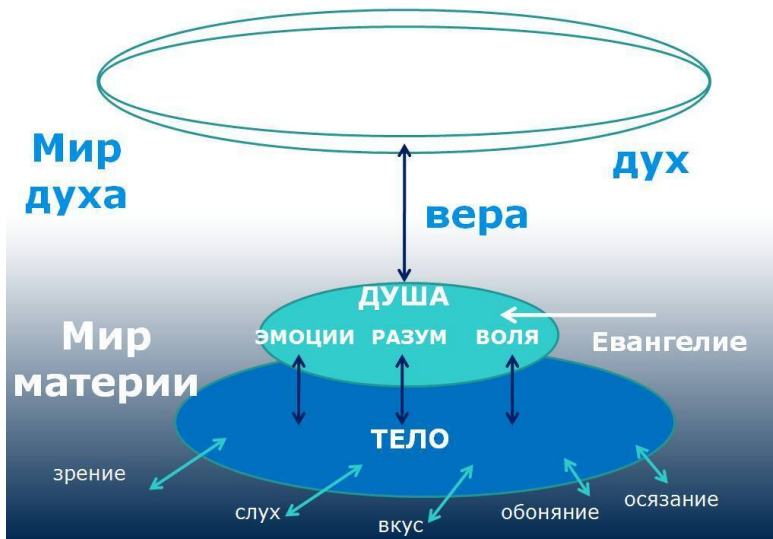 Мир
духа
дух
вера
ДУША
ЭМОЦИИ РАЗУМ ВОЛЯ
Мир
материи
Евангелие
ТЕЛО
зрение
слух
вкус
обоняние
осязание